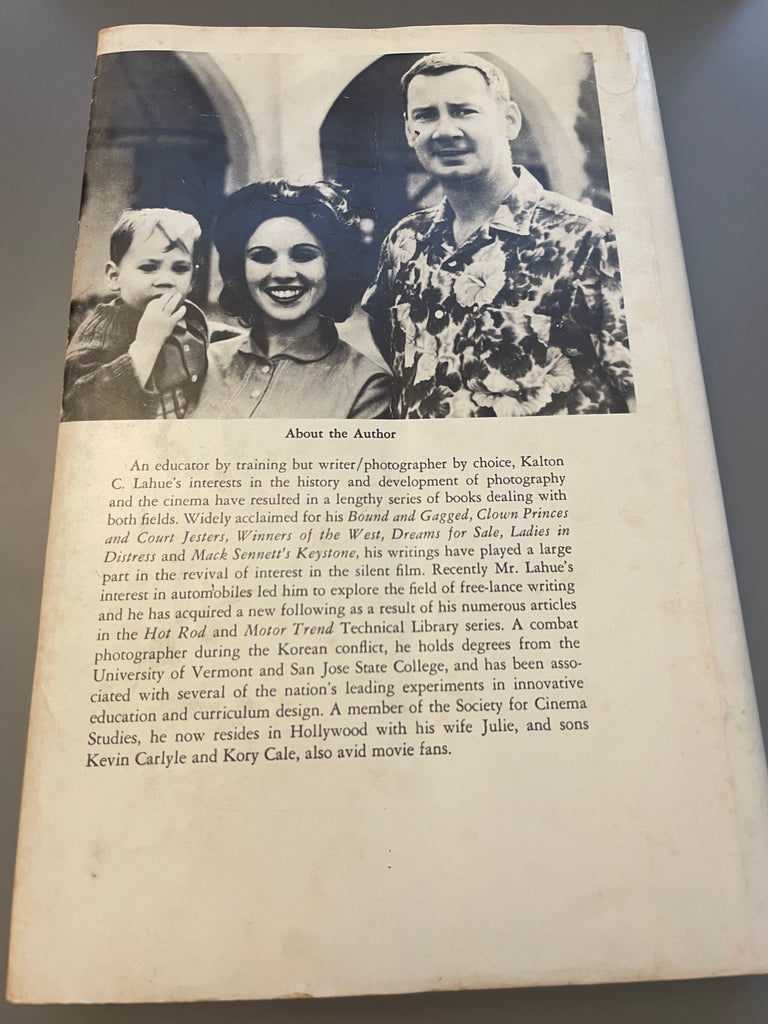 About the Author
An educator by training but writer/photographer by choice, Kalton
C. Lahue's interests in the history and development of photography
and the cinema have resulted in a lengthy series of books dealing with
both fields. Widely acclaimed for his Bound and Gagged, Clown Princes
and Court Jesters, Winners of the West, Dreams for Sale, Ladies in
Distress and Mack Sennett's Keystone, his writings have played a large
part in the revival of interest in the silent film. Recently Mr. Lahue's
interest in automobiles led him to explore the field of free-lance writing
and he has acquired a new following as a result of his numerous articles
in the Hot Rod and Motor Trend Technical Library series. A combat
photographer during the Korean conflict, he holds degrees from the
University of Vermont and San Jose State College, and has been asso-
ciated with several of the nation's leading experiments in innovative
education and curriculum design. A member of the Society for Cinema
Studies, he now resides in Hollywood with his wife Julie, and sons
Kevin Carlyle and Kory Cale, also avid movie fans.